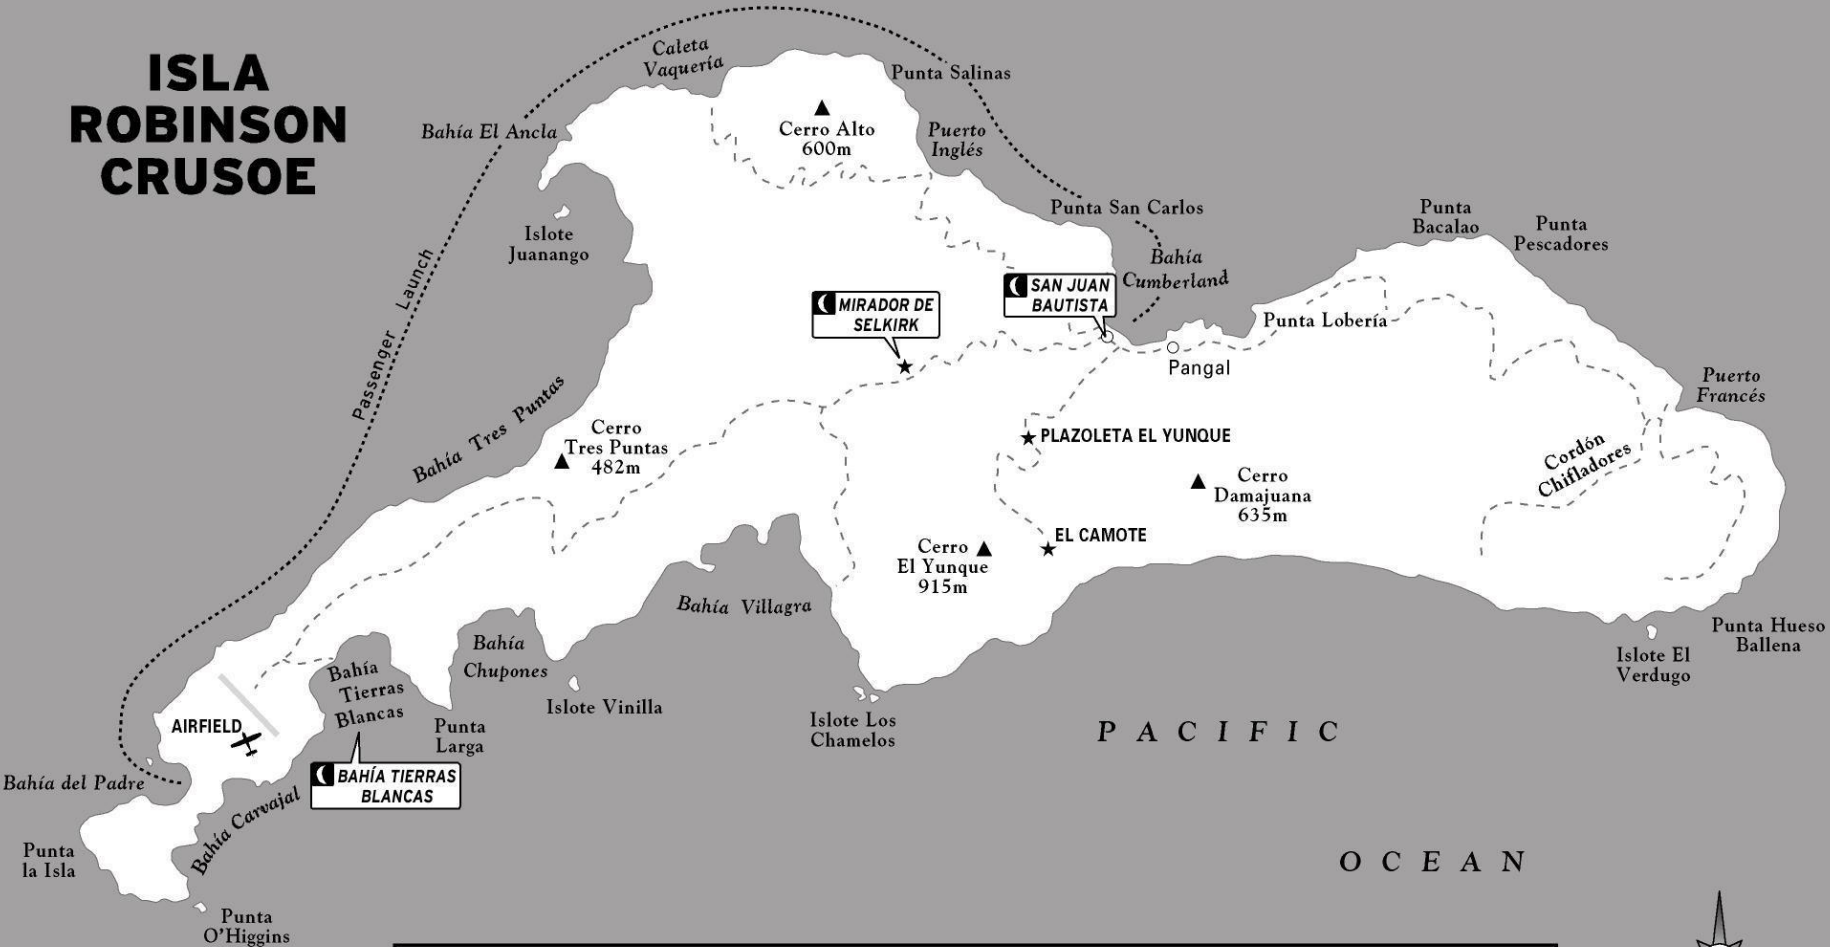 ISLA
ROBINSON
CRUSOE
Caleta
Vaquería
Punta Salinas
Bahía El Ancla
Cerro Alto
600m
Puerto
Inglés
Islote
Juanango
Punta San Carlos
Bahía
Cumberland
Punta
Bacalao
Punta
Pescadores
Passenger Launch
MIRADOR DE
SELKIRK
SAN JUAN
BAUTISTA
Punta Lobería
Pangal
Puerto
Francés
Bahía Tres Puntas
Cerro
Tres Puntas
482m
PLAZOLETA EL YUNQUE
Cordón
Chifladores
Cerro
Damajuana
635m
EL CAMOTE
Cerro
El Yunque
915m
Bahía Villagra
Bahía
Chupones
Islote Vinilla
Bahía
Tierras
Blancas
Punta
Larga
Islote Los
Chamelos
Islote El
Verdugo
Punta Hueso
Ballena
AIRFIELD
BAHÍA TIERRAS
BLANCAS
Bahía del Padre
Bahía Carvajal
Punta
la Isla
Punta
O'Higgins
PACIFIC
OCEAN